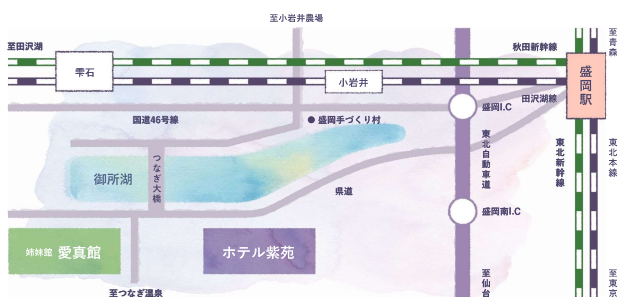 至小岩井農場
至田沢湖
秋田新幹線
至青森
雫石
小岩井
盛岡駅
田沢湖線
盛岡I.C
国道46号線
盛岡手づくり村
東北自動車道
東北新幹線
東北本線
つなぎ大橋
御所湖
県道
盛岡南I.C
姉妹館 愛真館
ホテル紫苑
至つなぎ温泉
至仙台
至東京